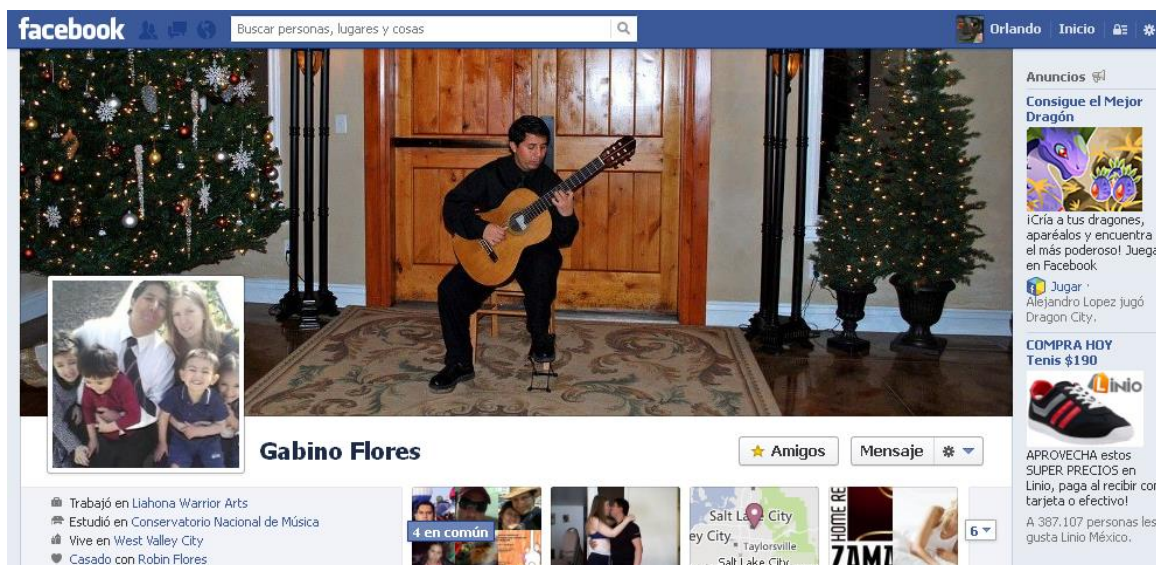 facebook
Buscar personas, lugares y cosas
Orlando Inicio
Anuncios
Consigue el Mejor
Dragón
¡Cría a tus dragones,
aparéalos y encuentra
el más poderoso! Juega
en Facebook
Jugar ·
Alejandro Lopez jugó
Dragon City.
COMPRA HOY
Tenis $190
Linio
APROVECHA estos
SUPER PRECIOS en
Linio, paga al recibir con
tarjeta o efectivo!
A 387.107 personas les
gusta Linio México.
Gabino Flores
Amigos
Mensaje
Trabajó en Liahona Warrior Arts
Estudió en Conservatorio Nacional de Música
Vive en West Valley City
Casado con Robin Flores
4 en común
Salt Lake City
ey City
Taylorsville
HOME RE
ZAMA
6